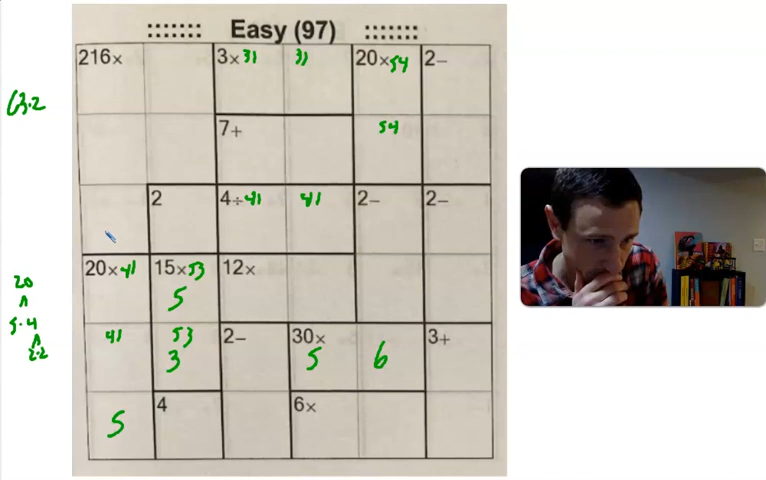 Easy (97)
216× 3× 31 31 20× 54 2−
63·2
7+ 54
2 4÷ 41 41 2− 2−
20× 41 15× 53 12×
5
20
5·4
2·2
41 53 2− 30× 3+
3 5 6
5 4 6×